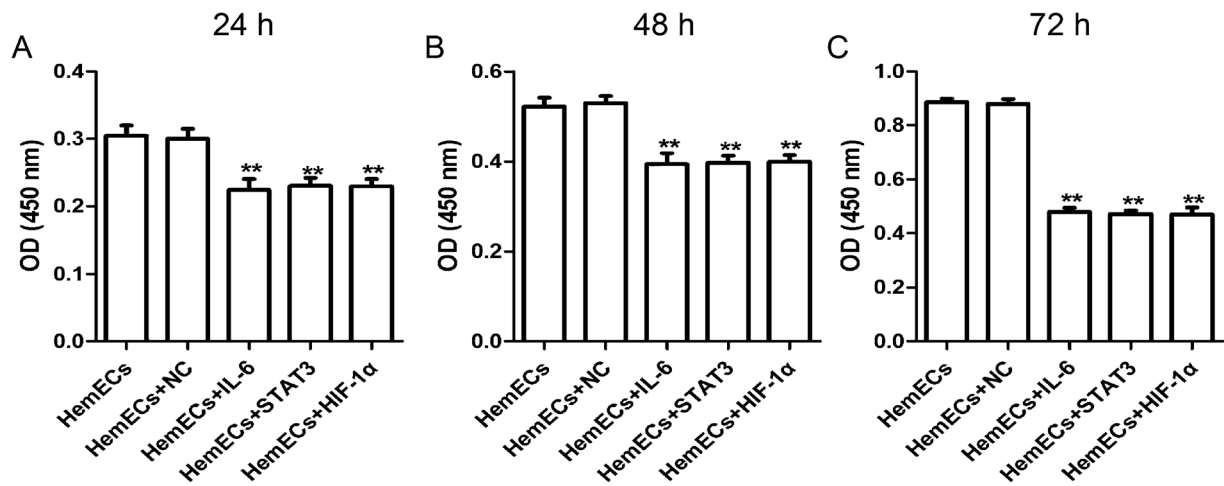 24 h
48 h
72 h
A
B
C
OD (450 nm)
0.4
0.3
0.2
0.1
0.0
**
**
**
HemECs
HemECs+NC
HemECs+IL-6
HemECs+STAT3
HemECs+HIF-1α
OD (450 nm)
0.6
0.4
0.2
0.0
**
**
**
HemECs
HemECs+NC
HemECs+IL-6
HemECs+STAT3
HemECs+HIF-1α
OD (450 nm)
1.0
0.8
0.6
0.4
0.2
0.0
**
**
**
HemECs
HemECs+NC
HemECs+IL-6
HemECs+STAT3
HemECs+HIF-1α